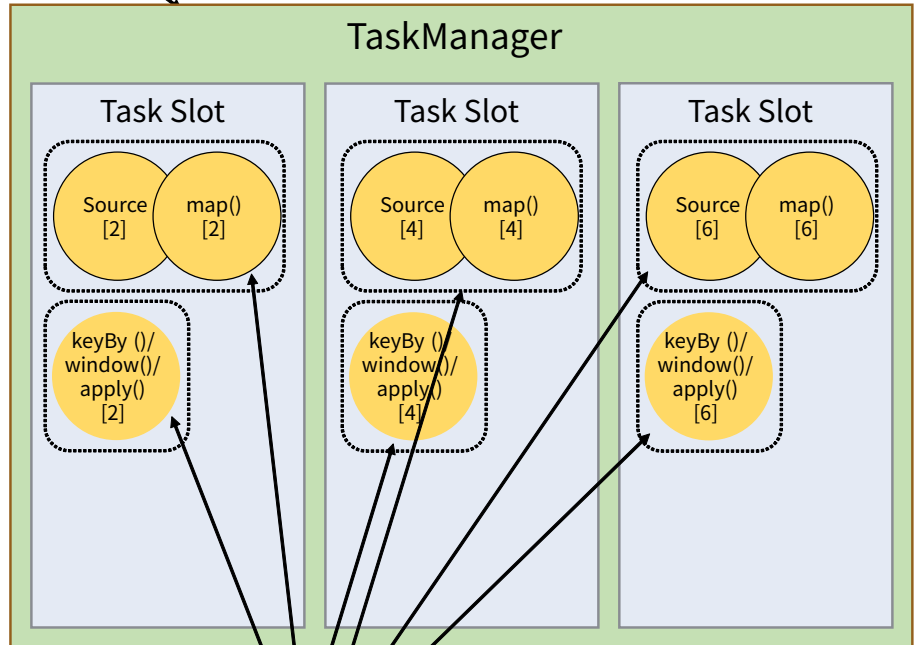 TaskManager
Task Slot
Source
[2]
map()
[2]
keyBy ()/
window()/
apply()
[2]
Task Slot
Source
[4]
map()
[4]
keyBy ()/
window()/
apply()
[4]
Task Slot
Source
[6]
map()
[6]
keyBy ()/
window()/
apply()
[6]